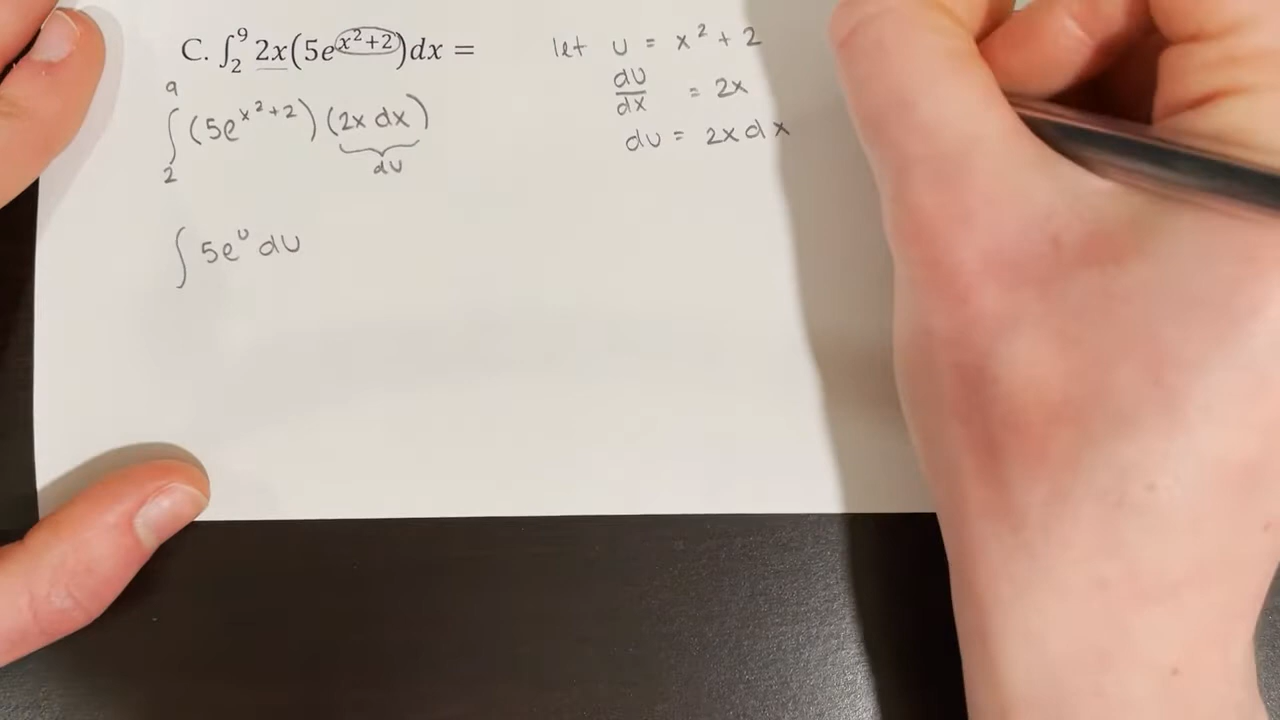 C. ∫₂⁹ 2x(5e^(x²+2))dx =
let u = x² + 2
du/dx = 2x
du = 2x dx
∫₂⁹ (5e^(x²+2)) (2x dx)
du
∫ 5e^u du